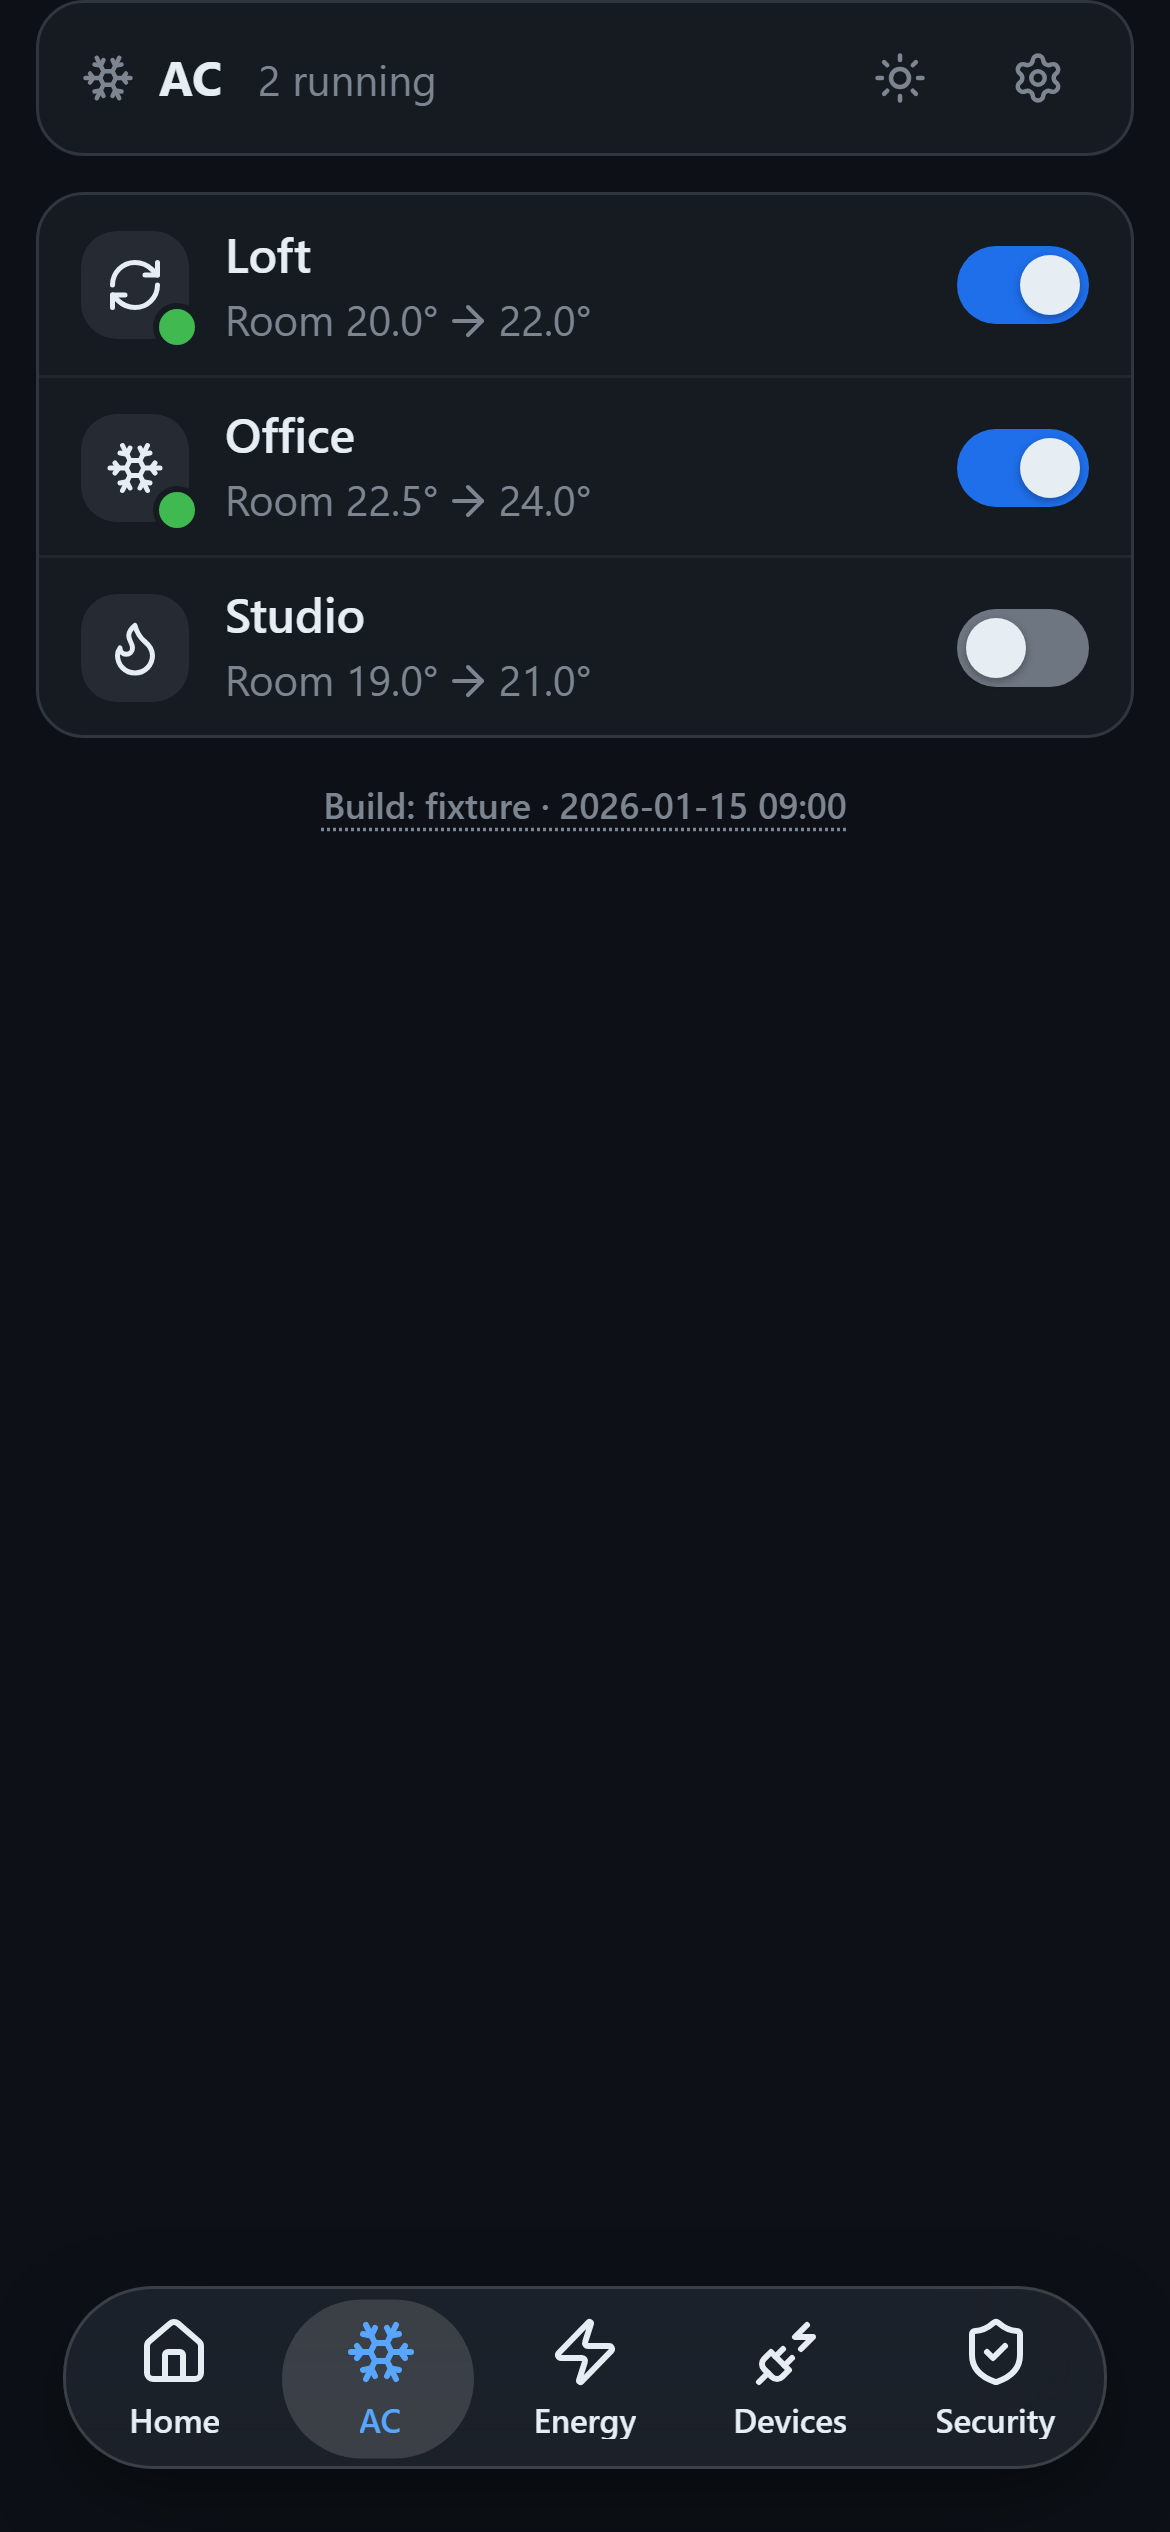 AC 2 running
Loft
Room 20.0° → 22.0°
Office
Room 22.5° → 24.0°
Studio
Room 19.0° → 21.0°
Build: fixture · 2026-01-15 09:00
Home AC Energy Devices Security